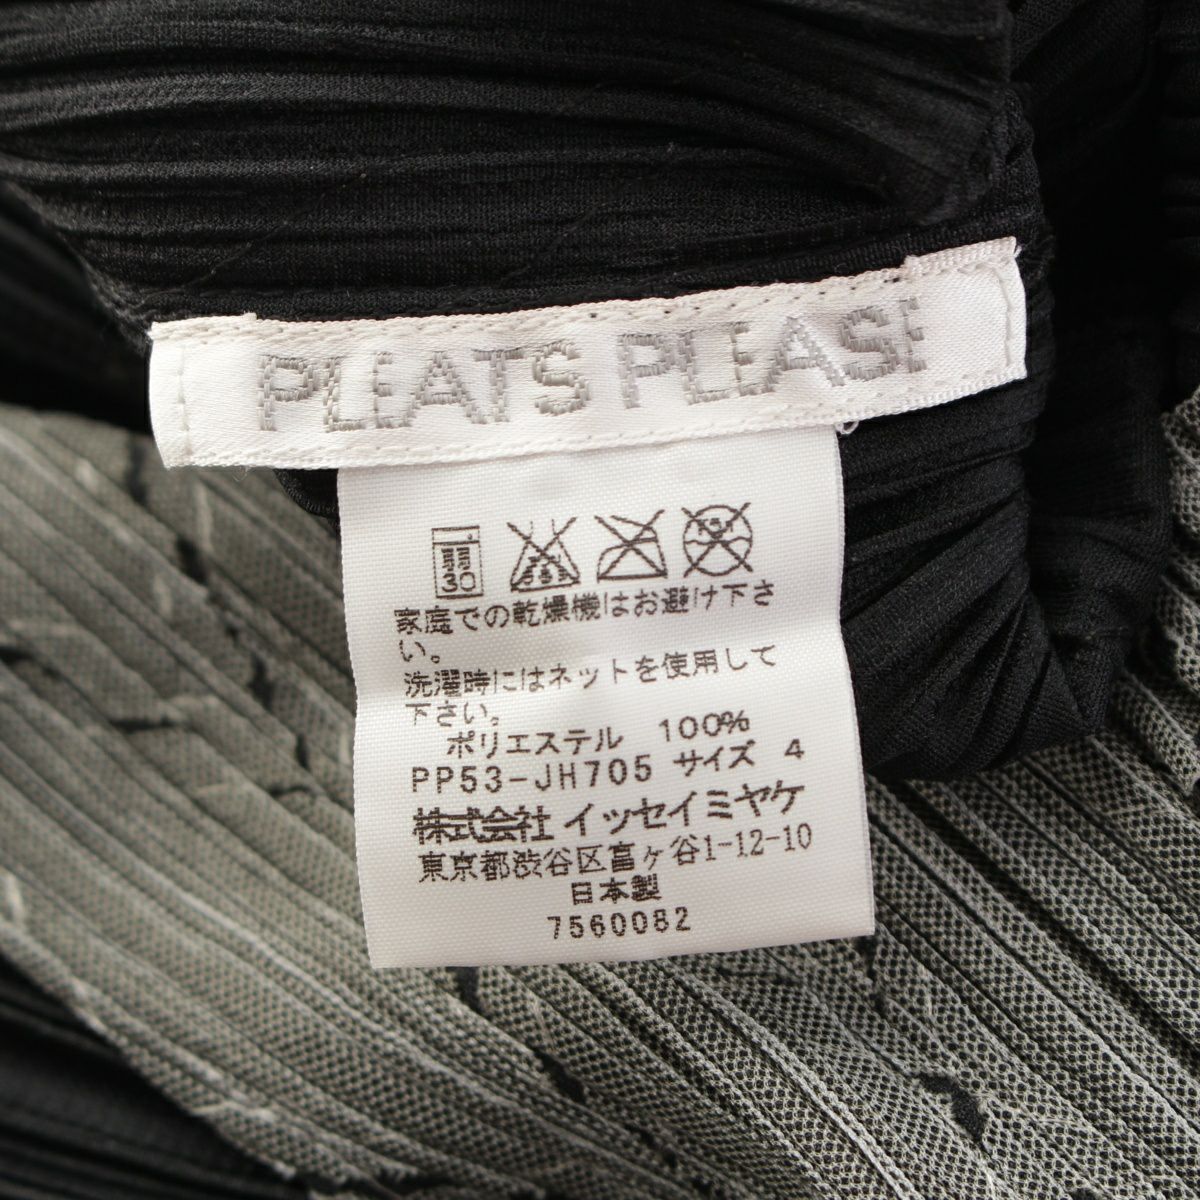 PLEATS PLEASE
30
家庭での乾燥機はお避け下さ
い。
洗濯時にはネットを使用して
下さい。
ポリエステル 100%
PP53-JH705 サイズ 4
株式会社 イッセイミヤケ
東京都渋谷区富ヶ谷1-12-10
日本製
7560082